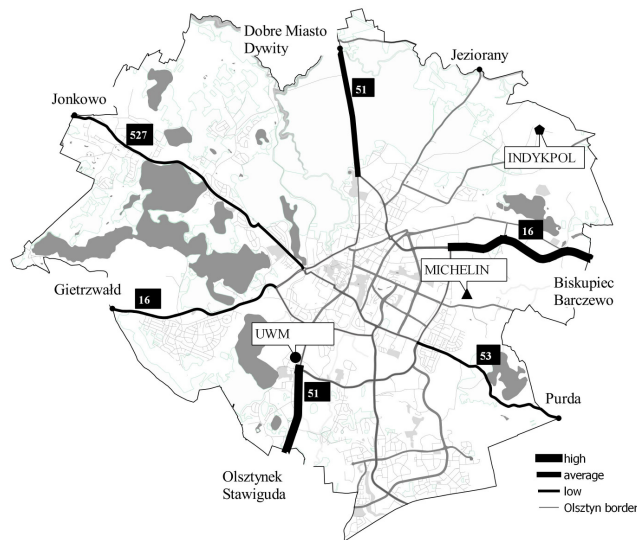 Dobre Miasto
Dywity
Jeziorany
51
Jonkowo
527
INDYKPOL
16
MICHELIN
Gietrzwałd
16
Biskupiec
Barczewo
UWM
53
51
Purda
Olsztynek
Stawiguda
high
average
low
Olsztyn border